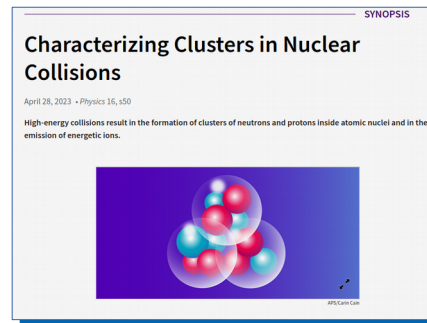 SYNOPSIS
Characterizing Clusters in Nuclear
Collisions
April 28, 2023 • Physics 16, s50
High-energy collisions result in the formation of clusters of neutrons and protons inside atomic nuclei and in the
emission of energetic ions.
APS/Carin Cain